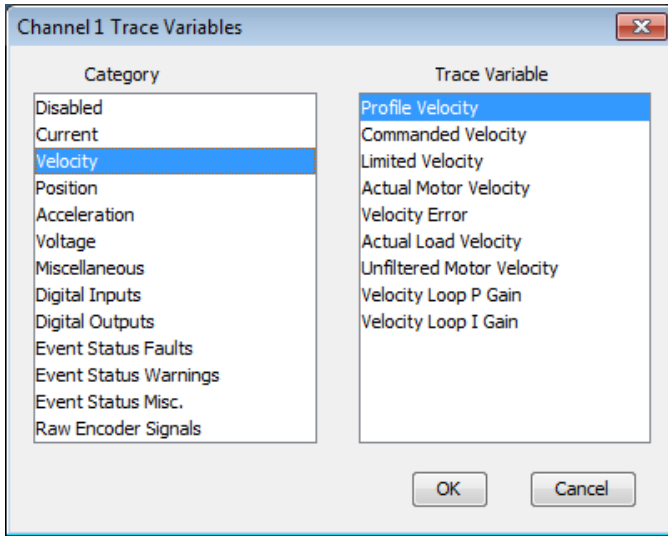 Channel 1 Trace Variables
Category
Disabled
Current
Velocity
Position
Acceleration
Voltage
Miscellaneous
Digital Inputs
Digital Outputs
Event Status Faults
Event Status Warnings
Event Status Misc.
Raw Encoder Signals
Trace Variable
Profile Velocity
Commanded Velocity
Limited Velocity
Actual Motor Velocity
Velocity Error
Actual Load Velocity
Unfiltered Motor Velocity
Velocity Loop P Gain
Velocity Loop I Gain
OK
Cancel